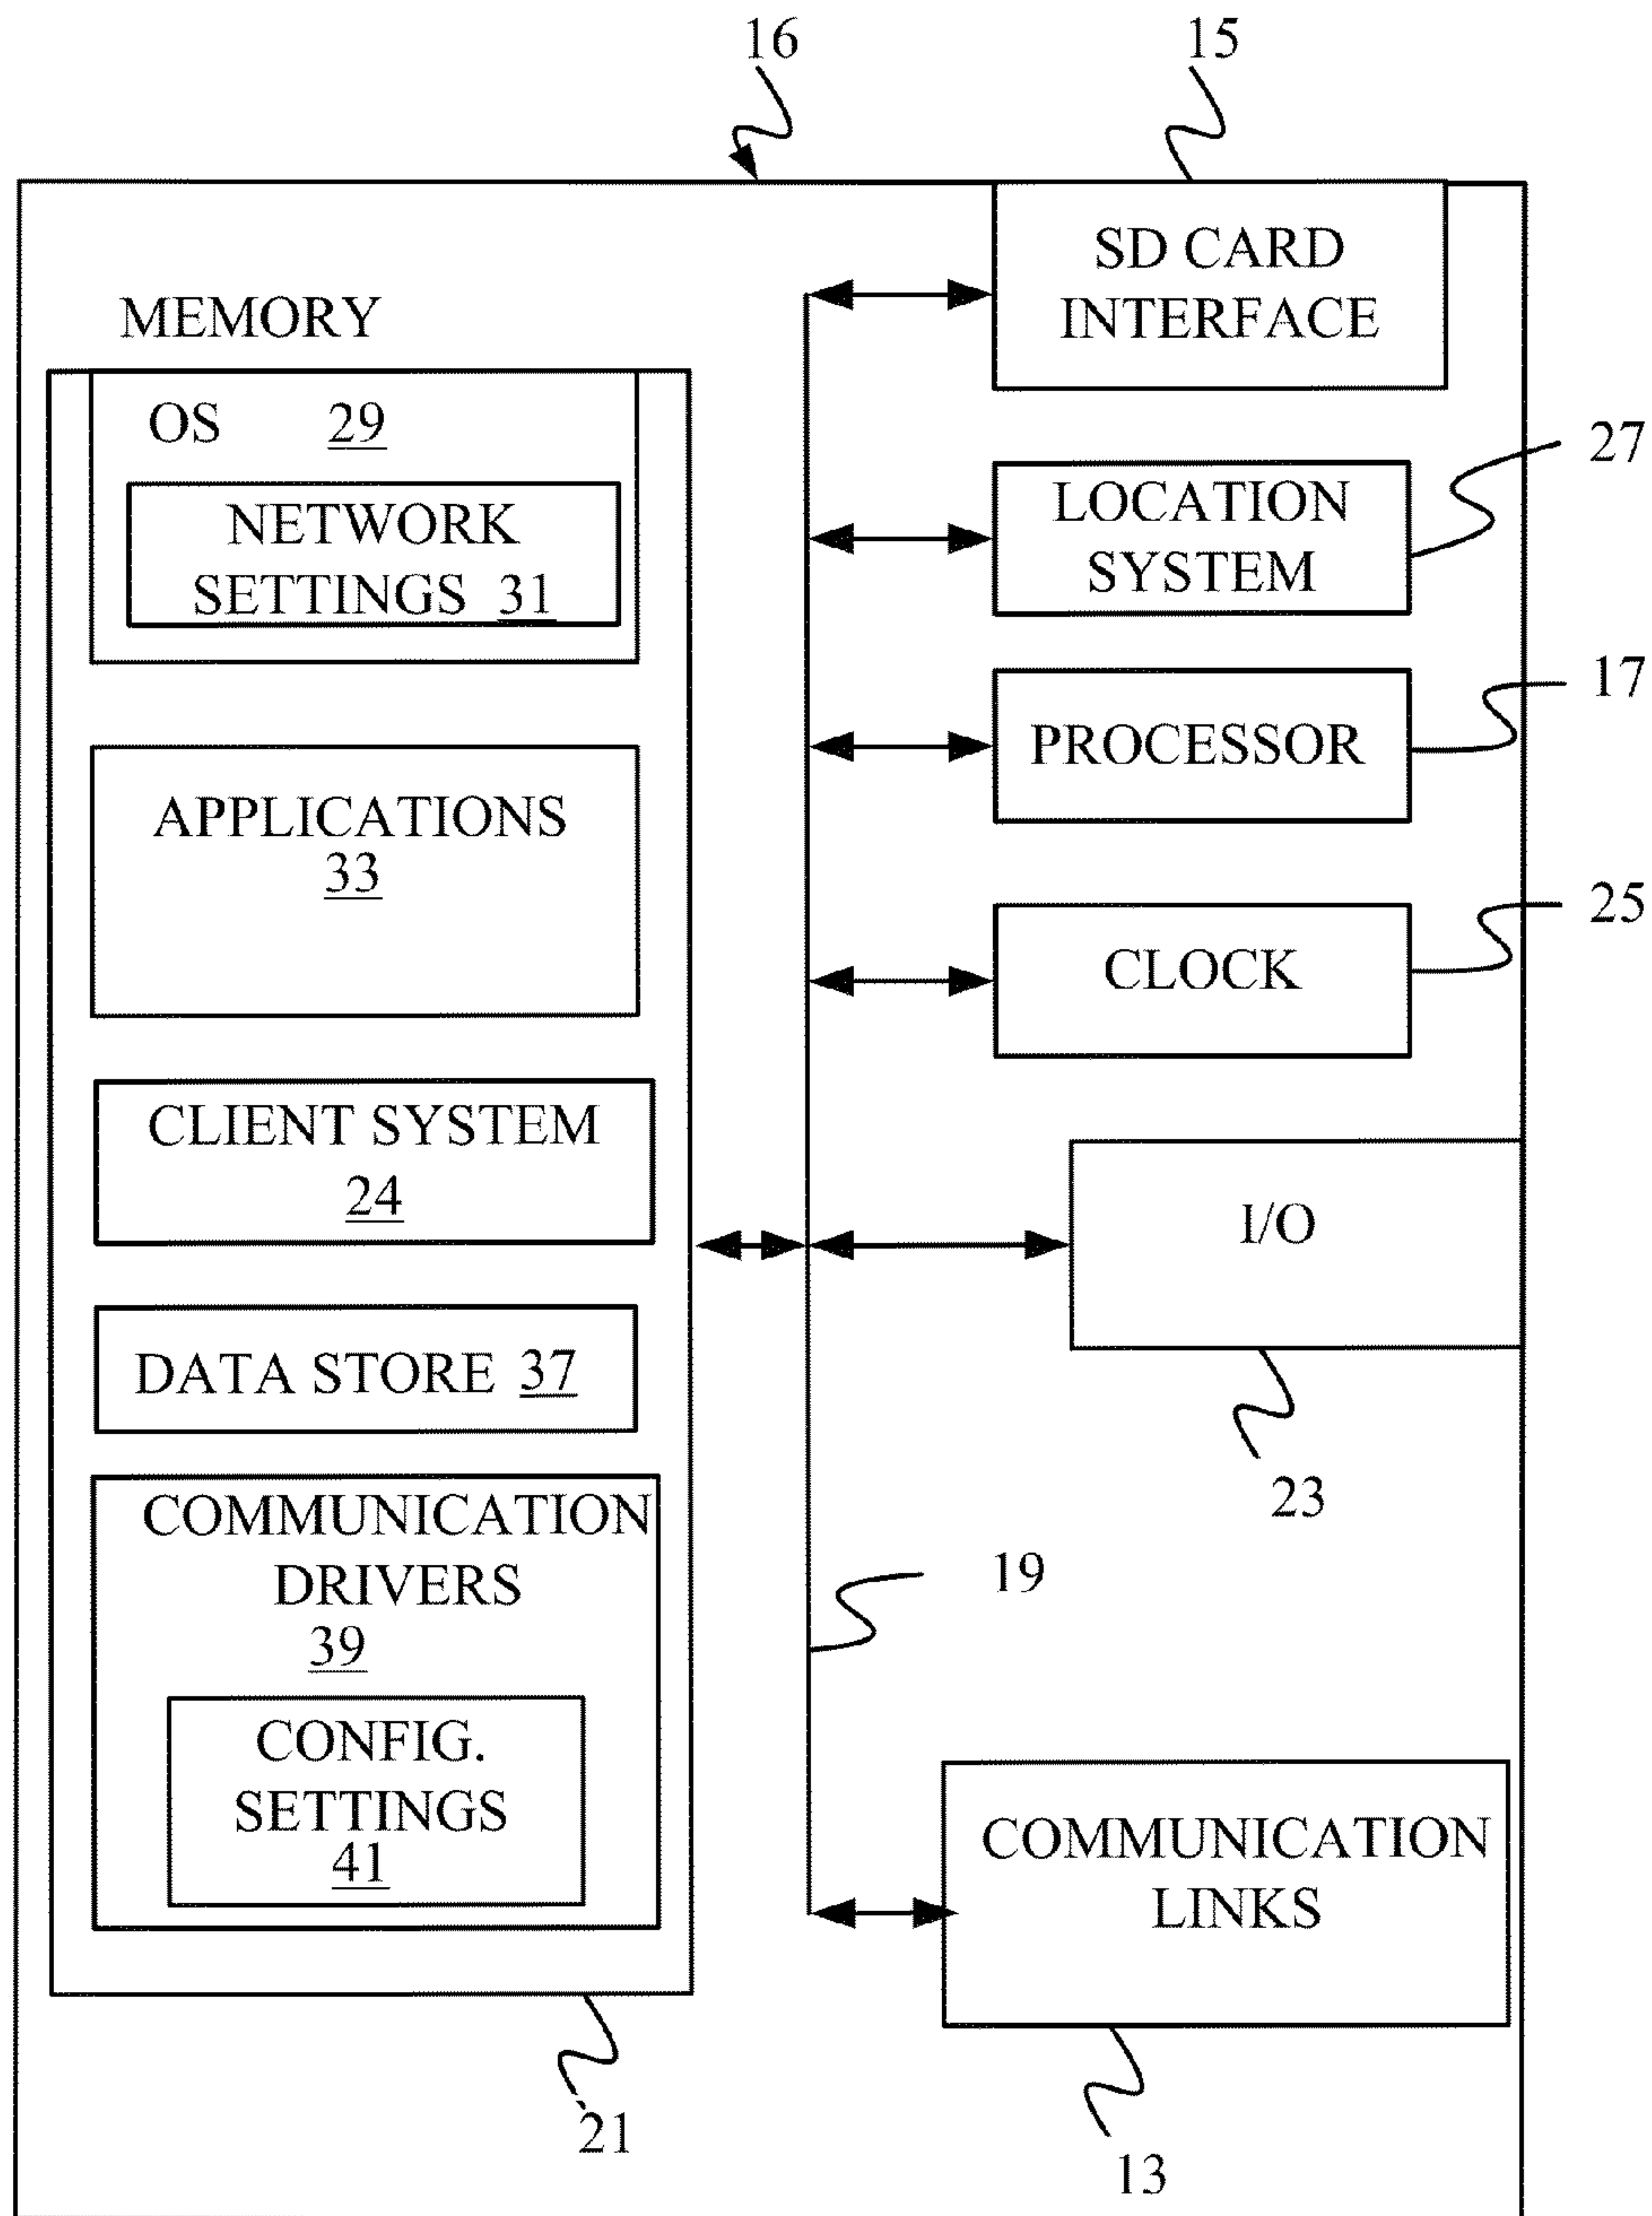 16
15
SD CARD
INTERFACE
MEMORY
OS 29
NETWORK
SETTINGS 31
27
LOCATION
SYSTEM
17
PROCESSOR
APPLICATIONS
33
25
CLOCK
CLIENT SYSTEM
24
I/O
DATA STORE 37
23
COMMUNICATION
DRIVERS
39
19
CONFIG.
SETTINGS
41
COMMUNICATION
LINKS
21
13